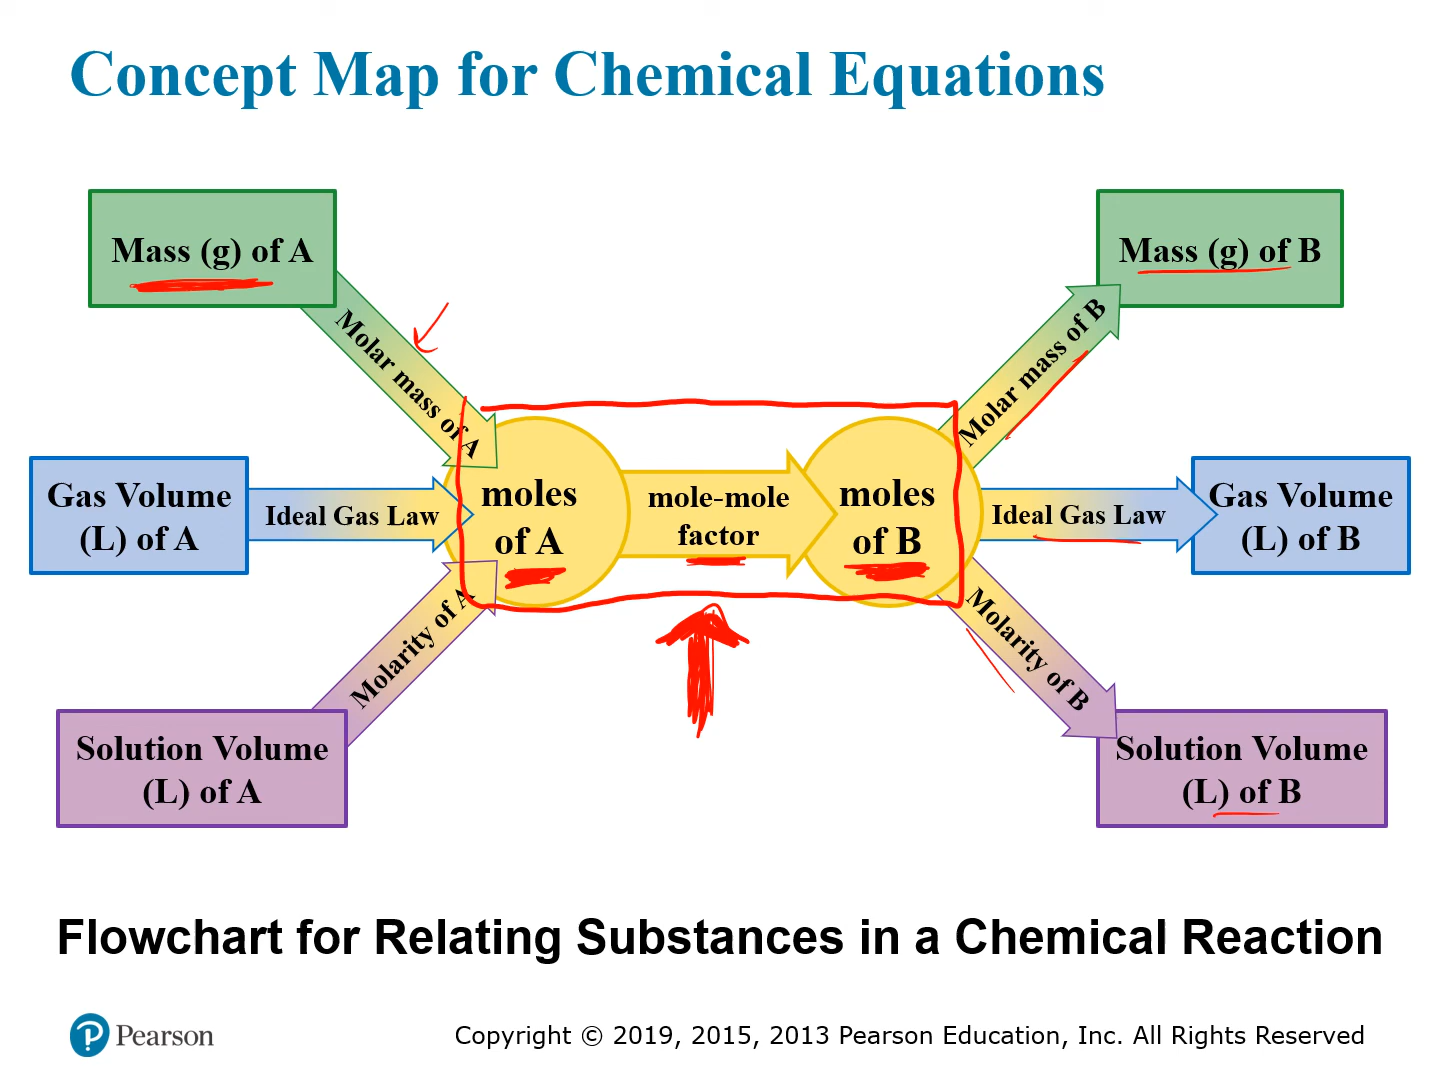 Concept Map for Chemical Equations
Mass (g) of A
Mass (g) of B
Molar mass of A
Molar mass of B
Gas Volume
(L) of A
Ideal Gas Law
moles
of A
mole-mole
factor
moles
of B
Ideal Gas Law
Gas Volume
(L) of B
Molarity of A
Molarity of B
Solution Volume
(L) of A
Solution Volume
(L) of B
Flowchart for Relating Substances in a Chemical Reaction
P Pearson
Copyright © 2019, 2015, 2013 Pearson Education, Inc. All Rights Reserved